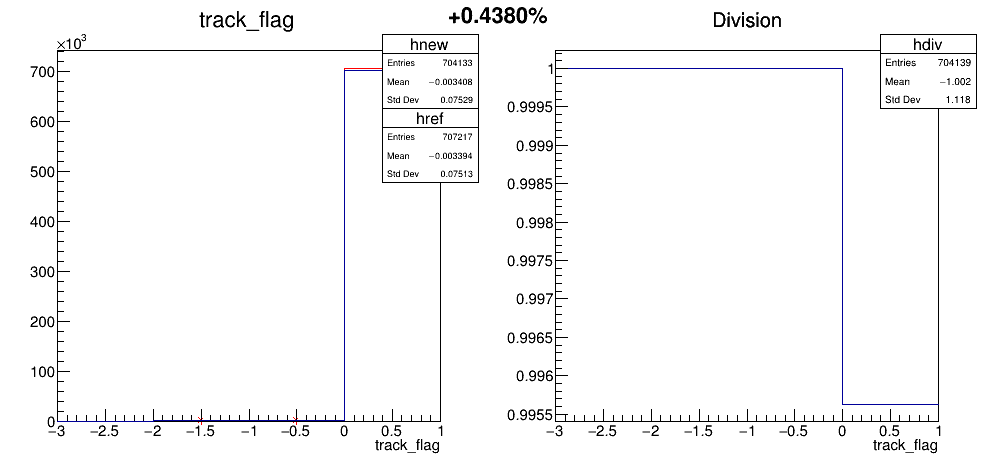 +0.4380%
track_flag
×10³
hnew
Entries 704133
Mean −0.003408
Std Dev 0.07529
href
Entries 707217
Mean −0.003394
Std Dev 0.07513
700
600
500
400
300
200
100
0
−3 −2.5 −2 −1.5 −1 −0.5 0 0.5 1
track_flag
Division
hdiv
Entries 704139
Mean −1.002
Std Dev 1.118
1
0.9995
0.999
0.9985
0.998
0.9975
0.997
0.9965
0.996
0.9955
−3 −2.5 −2 −1.5 −1 −0.5 0 0.5 1
track_flag